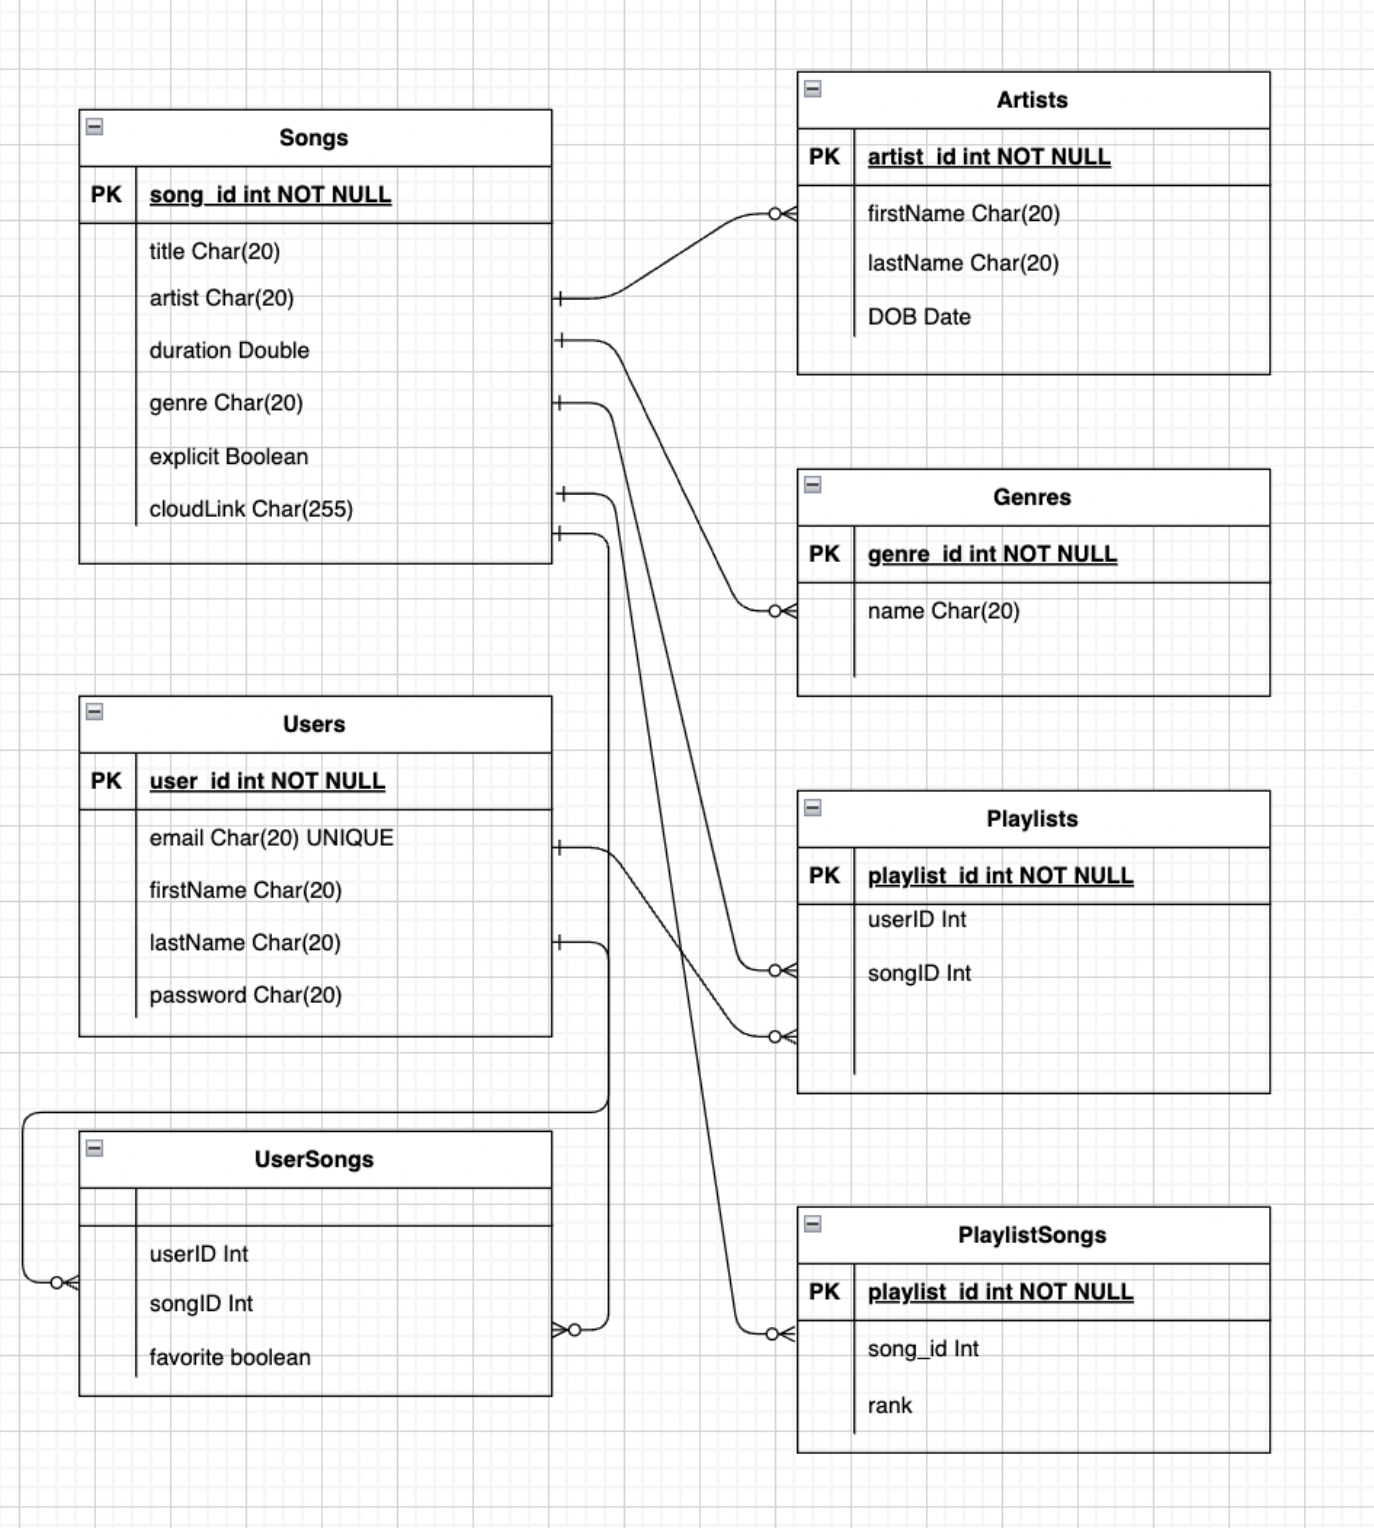 Songs
PK song_id int NOT NULL
title Char(20)
artist Char(20)
duration Double
genre Char(20)
explicit Boolean
cloudLink Char(255)
Artists
PK artist_id int NOT NULL
firstName Char(20)
lastName Char(20)
DOB Date
Genres
PK genre_id int NOT NULL
name Char(20)
Users
PK user_id int NOT NULL
email Char(20) UNIQUE
firstName Char(20)
lastName Char(20)
password Char(20)
Playlists
PK playlist_id int NOT NULL
userID Int
songID Int
UserSongs
userID Int
songID Int
favorite boolean
PlaylistSongs
PK playlist_id int NOT NULL
song_id Int
rank